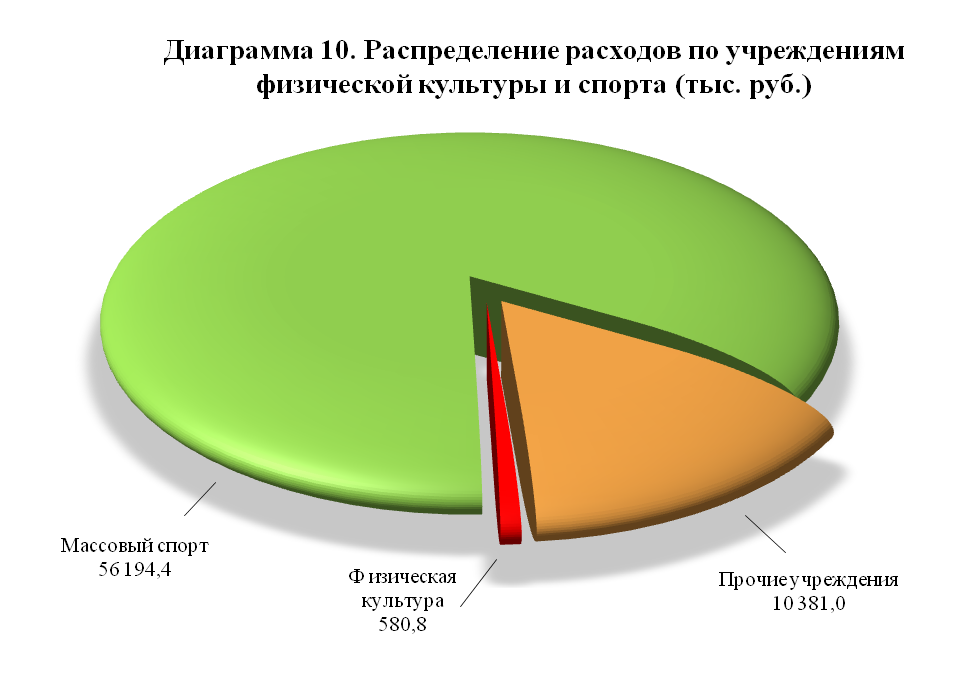 Диаграмма 10. Распределение расходов по учреждениям
физической культуры и спорта (тыс. руб.)
Массовый спорт
56 194,4
Физическая
культура
580,8
Прочие учреждения
10 381,0